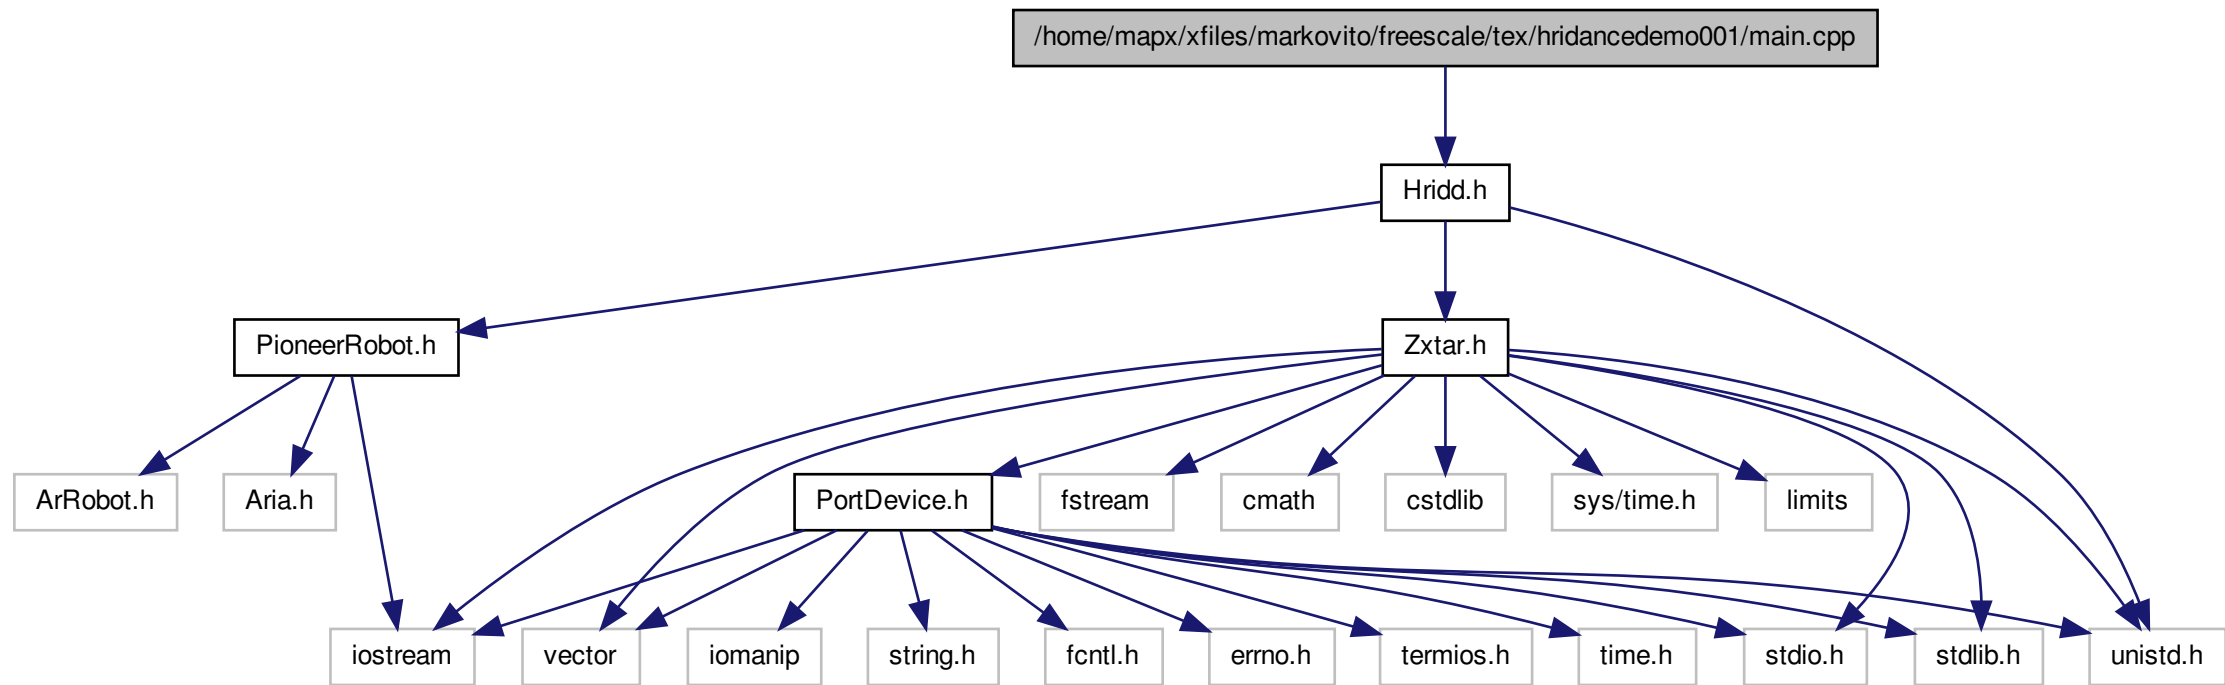 /home/mapx/xfiles/markovito/freescale/tex/hridancedemo001/main.cpp
Hridd.h
PioneerRobot.h
Zxtar.h
ArRobot.h
Aria.h
PortDevice.h
fstream
cmath
cstdlib
sys/time.h
limits
iostream
vector
iomanip
string.h
fcntl.h
errno.h
termios.h
time.h
stdio.h
stdlib.h
unistd.h